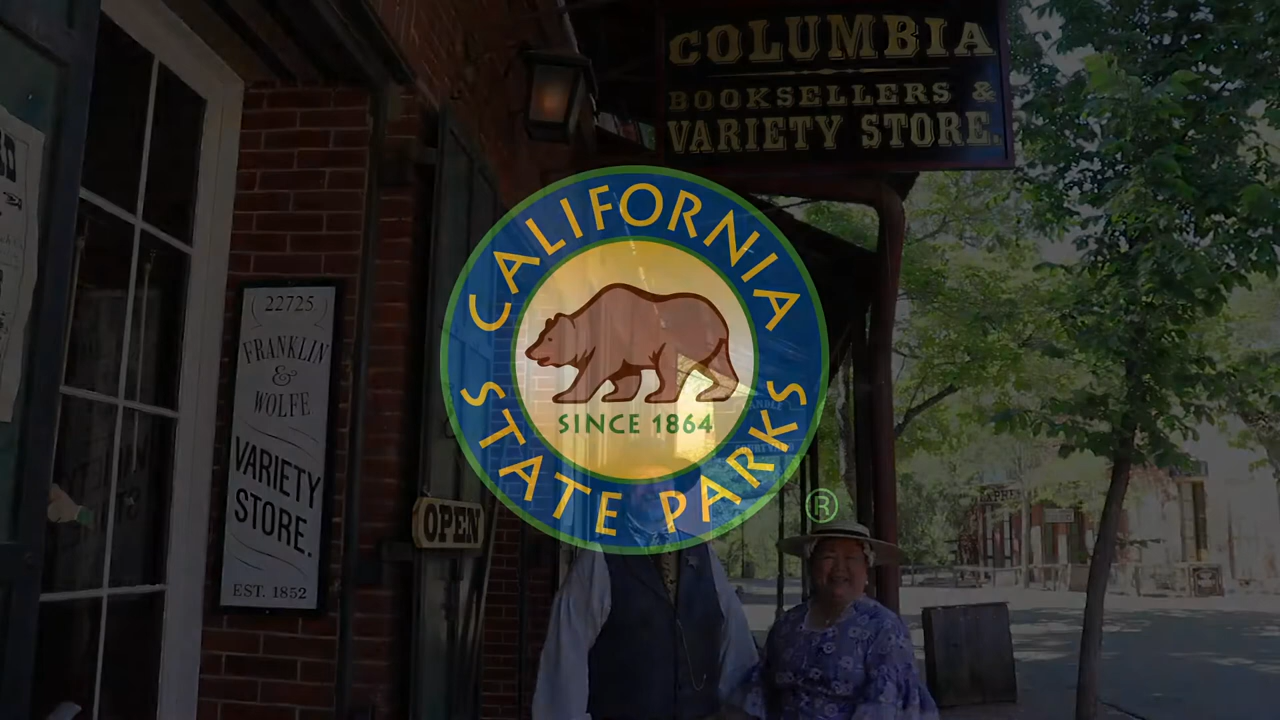 COLUMBIA
BOOKSELLERS &
VARIETY STORE.
CALIFORNIA
STATE PARKS
SINCE 1864
®
22725.
FRANKLIN
&
WOLFE
VARIETY
STORE.
EST. 1852
OPEN